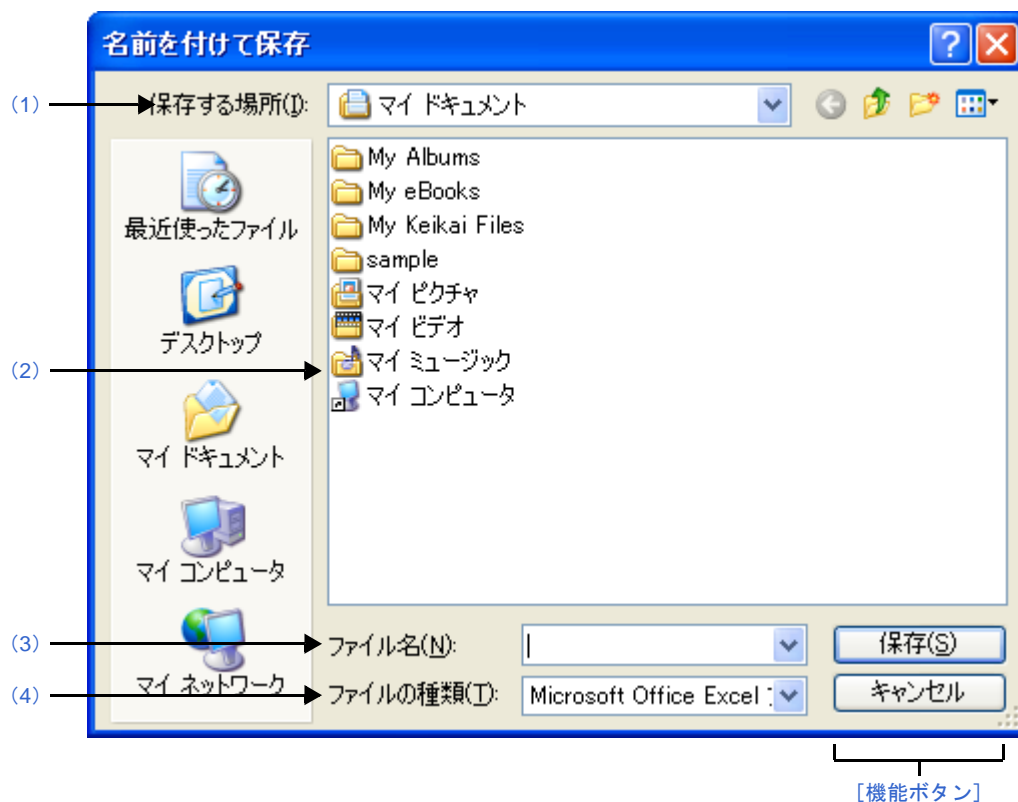 名前を付けて保存
(1)
保存する場所(I):
マイ ドキュメント
最近使ったファイル
デスクトップ
マイ ドキュメント
マイ コンピュータ
マイ ネットワーク
(2)
My Albums
My eBooks
My Keikai Files
sample
マイ ピクチャ
マイ ビデオ
マイ ミュージック
マイ コンピュータ
(3)
ファイル名(N):
保存(S)
(4)
ファイルの種類(T):
Microsoft Office Excel
キャンセル
[機能ボタン]